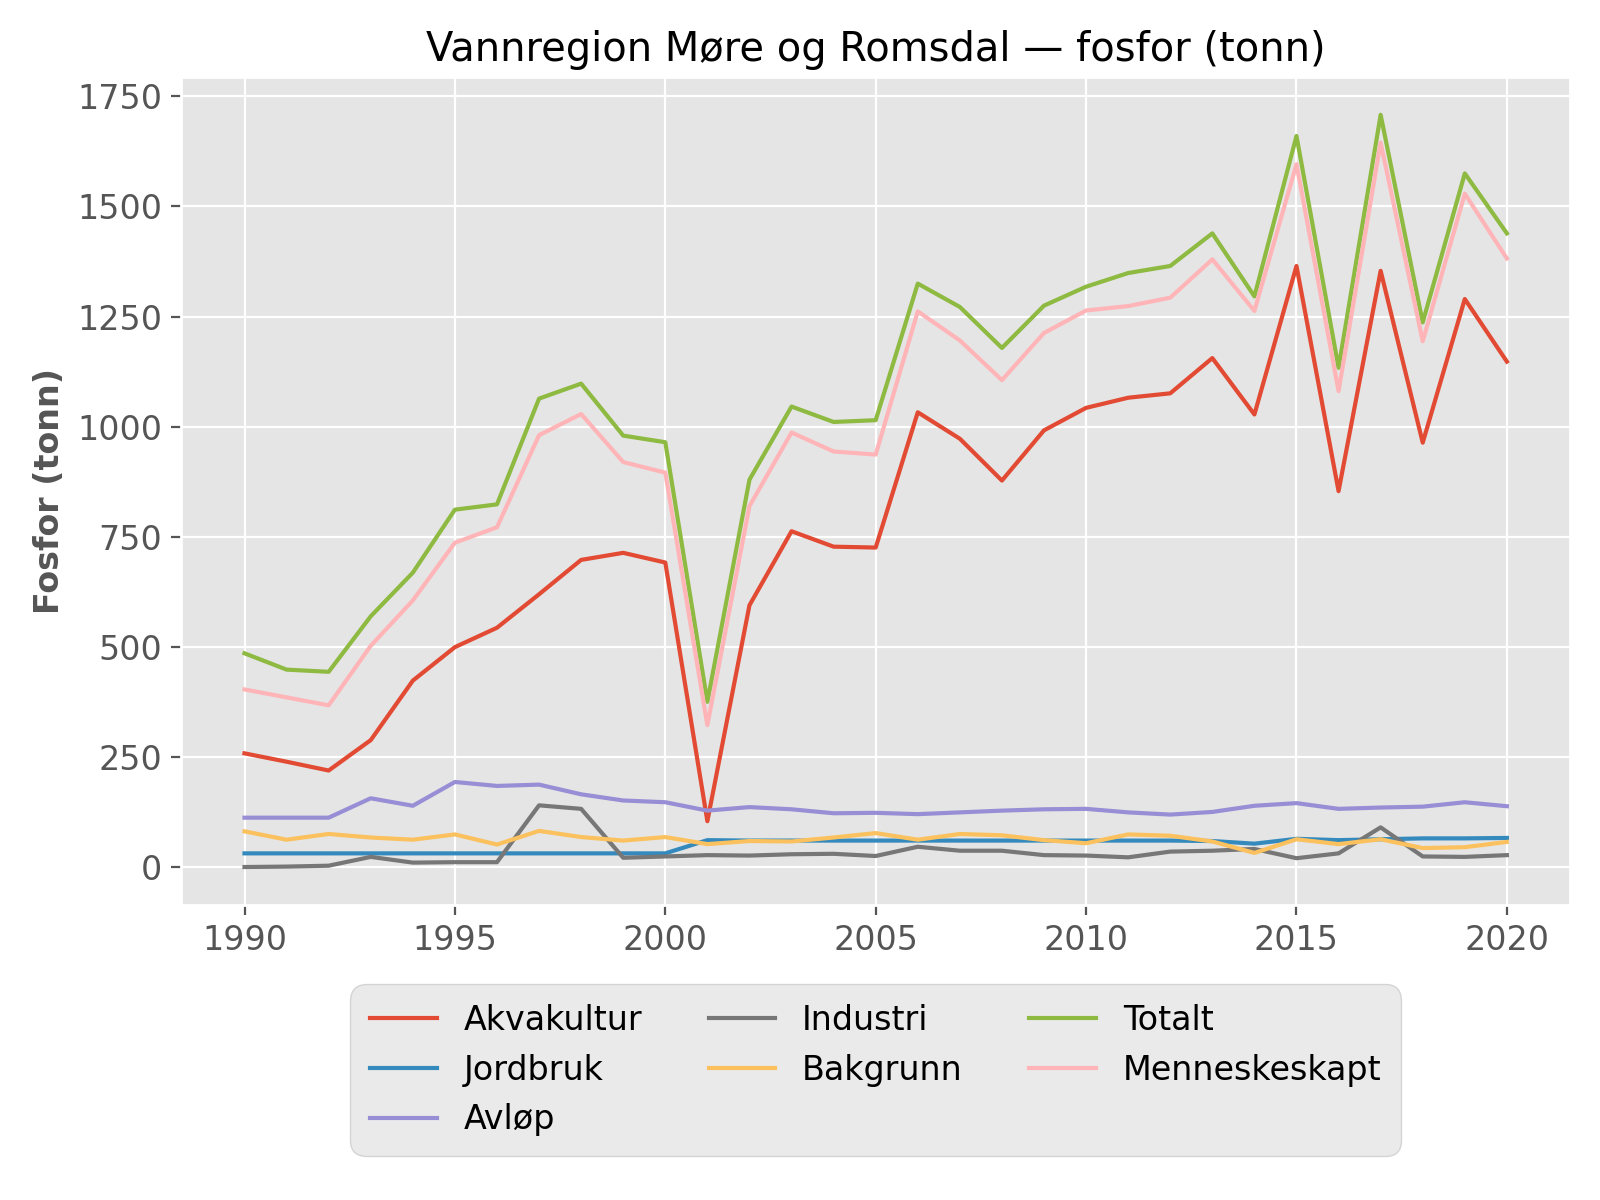 Vannregion Møre og Romsdal — fosfor (tonn)
Fosfor (tonn)
1750
1500
1250
1000
750
500
250
0
1990 1995 2000 2005 2010 2015 2020
Akvakultur Industri Totalt
Jordbruk Bakgrunn Menneskeskapt
Avløp